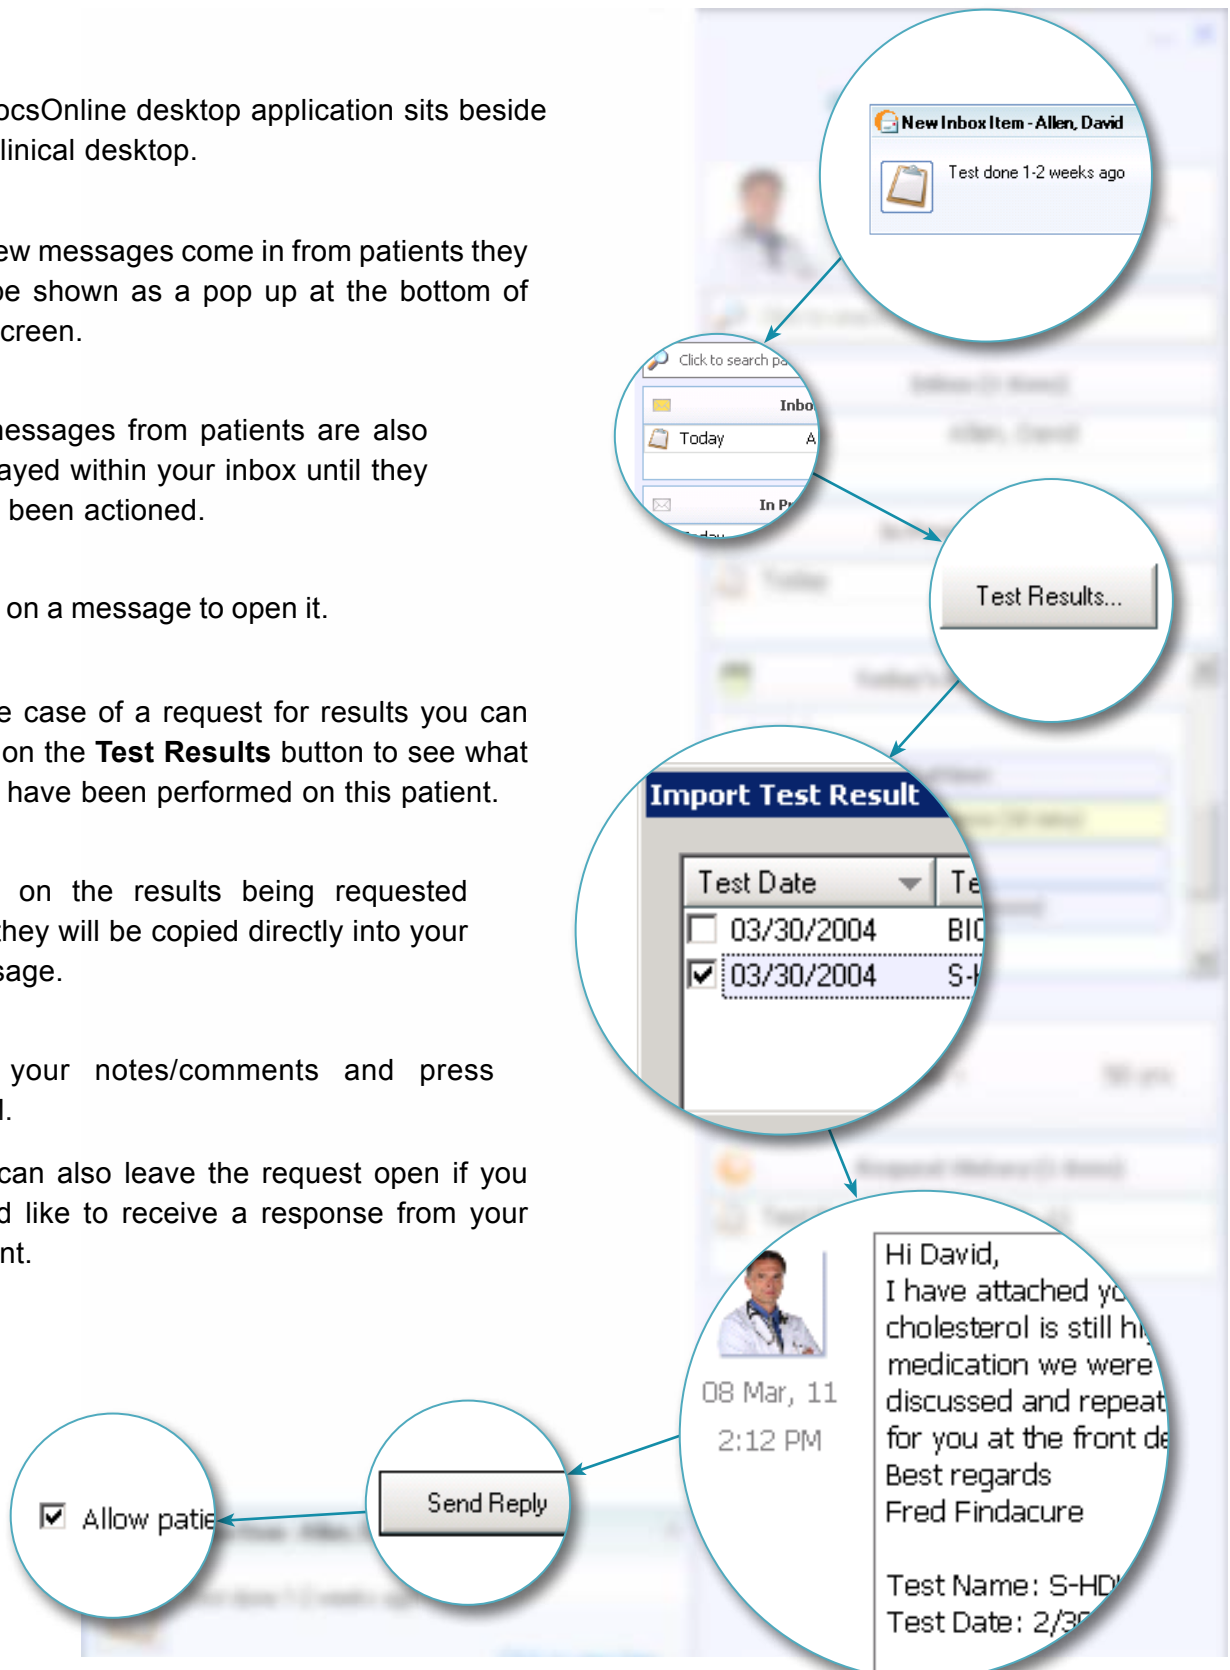 ocsOnline desktop application sits beside
linical desktop.
ew messages come in from patients they
be shown as a pop up at the bottom of
creen.
nessages from patients are also
ayed within your inbox until they
been actioned.
on a message to open it.
e case of a request for results you can
on the Test Results button to see what
have been performed on this patient.
on the results being requested
they will be copied directly into your
sage.
your notes/comments and press
d.
can also leave the request open if you
d like to receive a response from your
nt.
New Inbox Item - Allen, David
Test done 1-2 weeks ago
Click to search pa
Inbo
Today A
In Pr
Today
Test Results...
Import Test Result
Test Date Te
03/30/2004 BIO
03/30/2004 S-H
Hi David,
I have attached yo
cholesterol is still hig
medication we were
discussed and repeat
for you at the front de
Best regards
Fred Findacure
Test Name: S-HDL
Test Date: 2/30
08 Mar, 11
2:12 PM
Send Reply
Allow patie